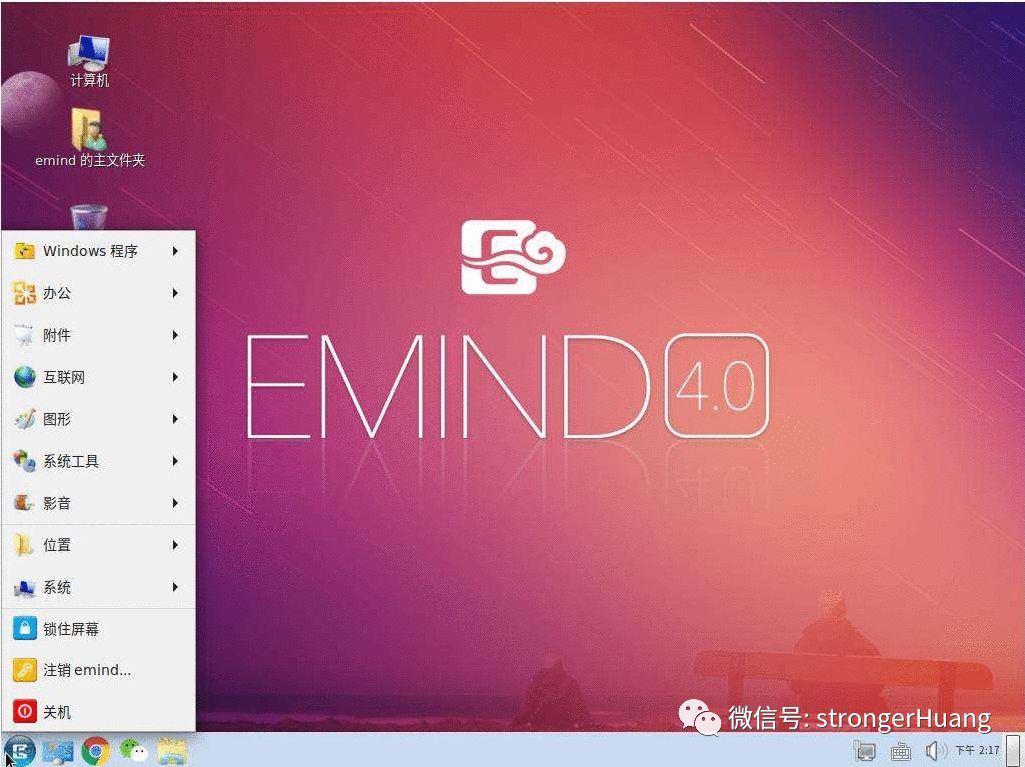 计算机
emind 的主文件夹
Windows 程序
办公
附件
互联网
图形
系统工具
影音
位置
系统
锁住屏幕
注销 emind...
关机
EMIND 4.0
微信号: strongerHuang
下午 2:17